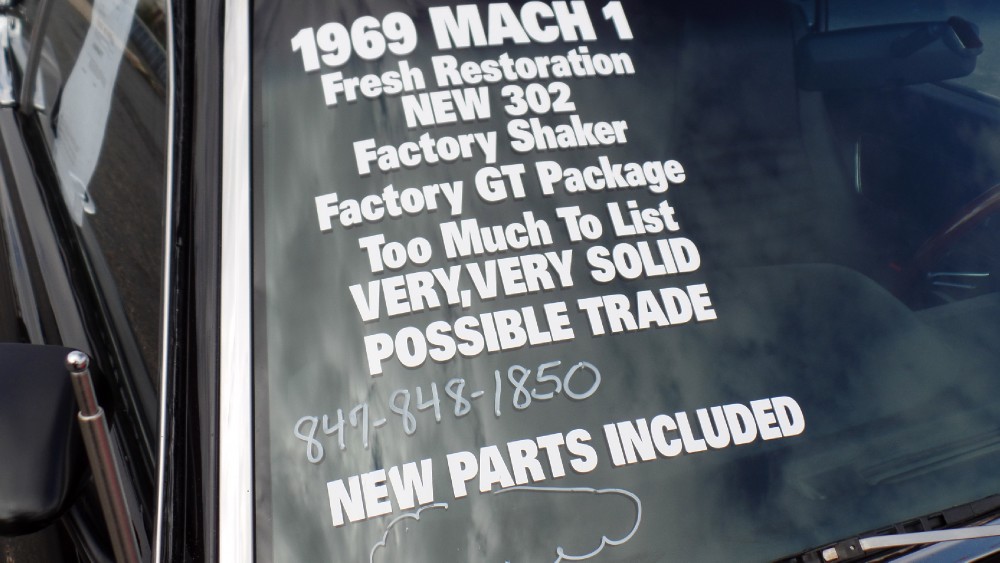 1969 MACH 1
Fresh Restoration
NEW 302
Factory Shaker
Factory GT Package
Too Much To List
VERY,VERY SOLID
POSSIBLE TRADE
847-848-1850
NEW PARTS INCLUDED